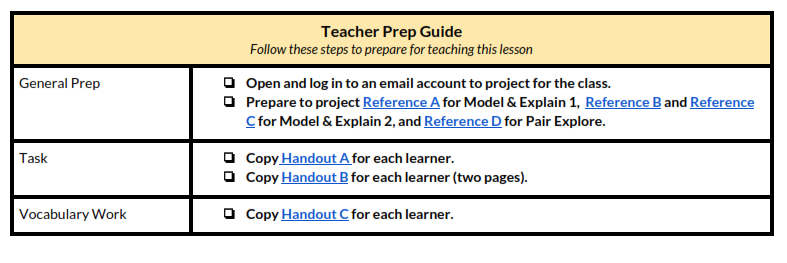 Teacher Prep Guide
Follow these steps to prepare for teaching this lesson
General Prep
❏ Open and log in to an email account to project for the class.
❏ Prepare to project Reference A for Model & Explain 1, Reference B and Reference
C for Model & Explain 2, and Reference D for Pair Explore.
Task
❏ Copy Handout A for each learner.
❏ Copy Handout B for each learner (two pages).
Vocabulary Work
❏ Copy Handout C for each learner.